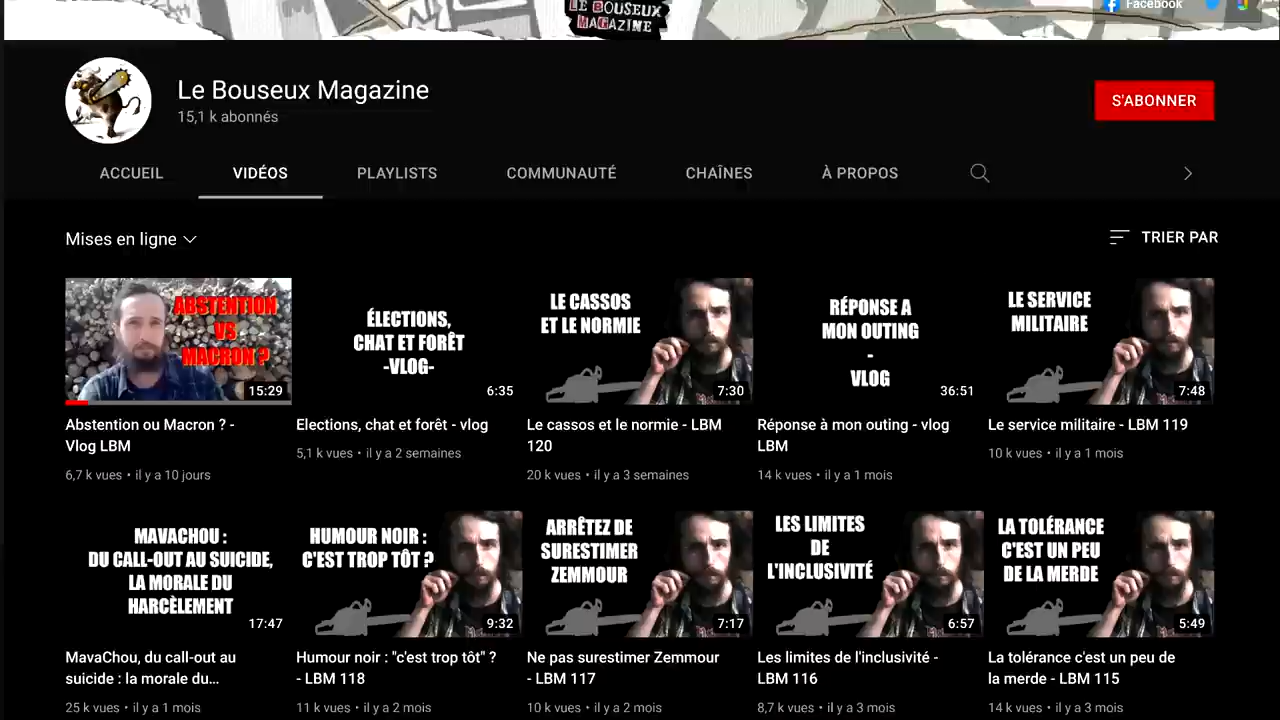 LE BOUSEUX
MAGAZINE
Facebook
Le Bouseux Magazine
15,1 k abonnés
S'ABONNER
ACCUEIL
VIDÉOS
PLAYLISTS
COMMUNAUTÉ
CHAÎNES
À PROPOS
Mises en ligne
TRIER PAR
ABSTENTION
VS
MACRON ?
15:29
Abstention ou Macron ? -
Vlog LBM
6,7 k vues • il y a 10 jours
ÉLECTIONS,
CHAT ET FORÊT
-VLOG-
6:35
Elections, chat et forêt - vlog
5,1 k vues • il y a 2 semaines
LE CASSOS
ET LE NORMIE
7:30
Le cassos et le normie - LBM
120
20 k vues • il y a 3 semaines
RÉPONSE A
MON OUTING
-
VLOG
36:51
Réponse à mon outing - vlog
LBM
14 k vues • il y a 1 mois
LE SERVICE
MILITAIRE
7:48
Le service militaire - LBM 119
10 k vues • il y a 1 mois
MAVACHOU :
DU CALL-OUT AU SUICIDE,
LA MORALE DU
HARCÈLEMENT
17:47
MavaChou, du call-out au
suicide : la morale du...
25 k vues • il y a 1 mois
HUMOUR NOIR :
C'EST TROP TÔT ?
9:32
Humour noir : "c'est trop tôt" ?
- LBM 118
11 k vues • il y a 2 mois
ARRÊTEZ DE
SURESTIMER
ZEMMOUR
7:17
Ne pas surestimer Zemmour
- LBM 117
10 k vues • il y a 2 mois
LES LIMITES
DE
L'INCLUSIVITÉ
6:57
Les limites de l'inclusivité -
LBM 116
8,7 k vues • il y a 3 mois
LA TOLÉRANCE
C'EST UN PEU
DE LA MERDE
5:49
La tolérance c'est un peu de
la merde - LBM 115
14 k vues • il y a 3 mois